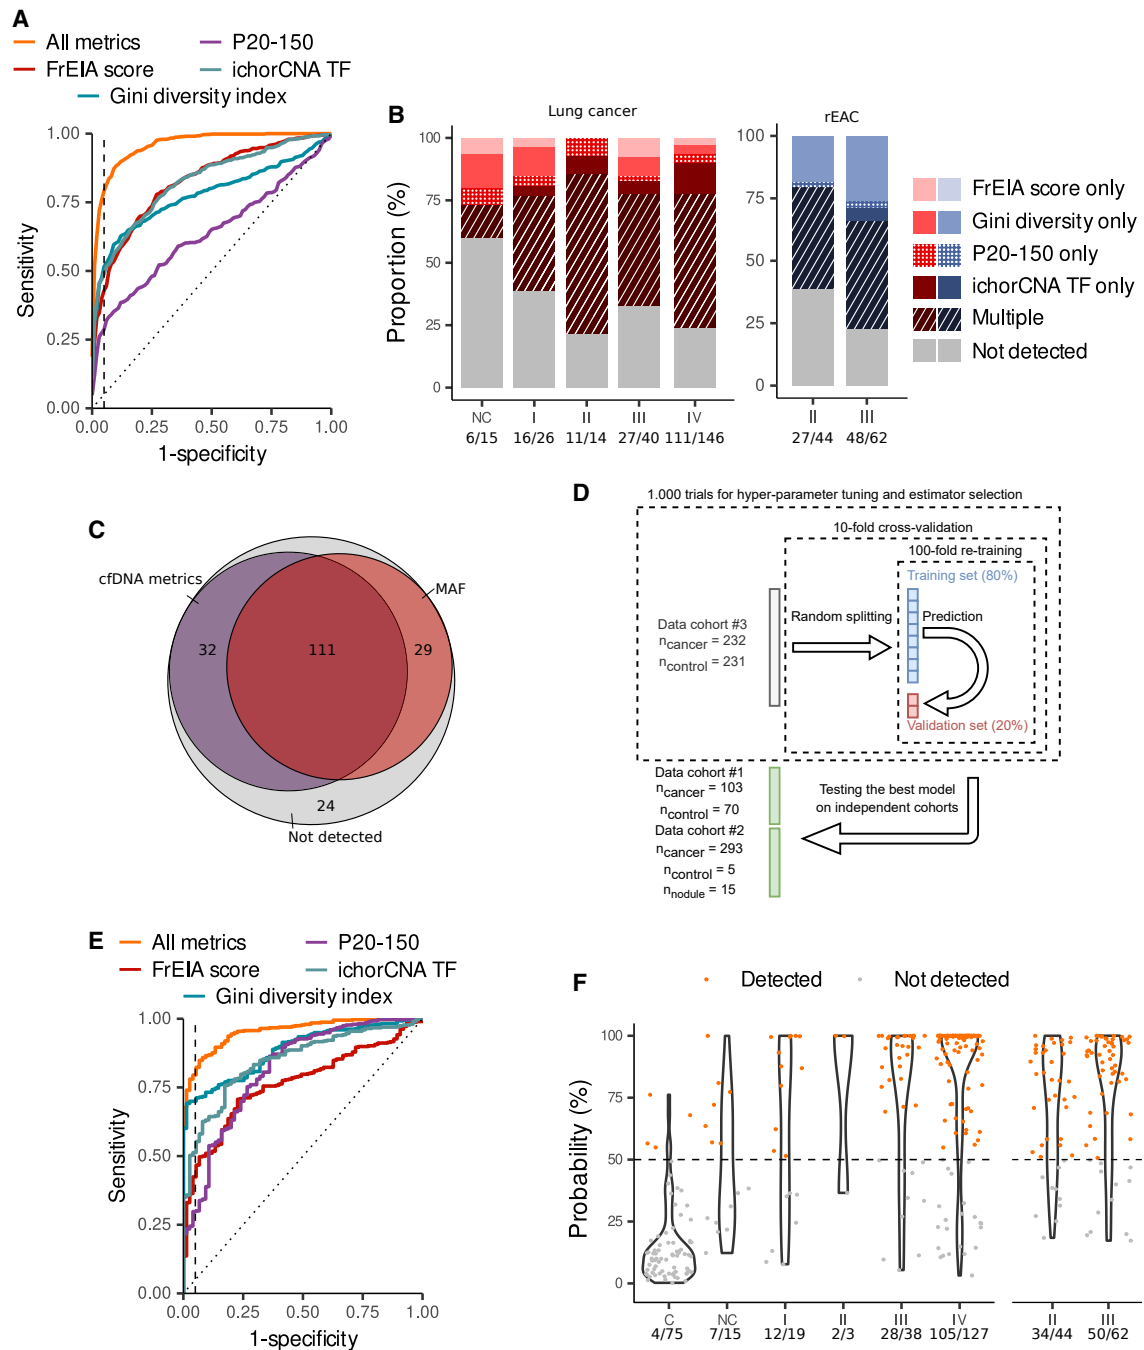 A
All metrics
P20-150
FrEIA score
ichorCNA TF
Gini diversity index
1.00
0.75
0.50
0.25
0.00
Sensitivity
0.00 0.25 0.50 0.75 1.00
1-specificity
B
Lung cancer
rEAC
Proportion (%)
100
75
50
25
0
NC I II III IV
6/15 16/26 11/14 27/40 111/146
100
75
50
25
0
II III
27/44 48/62
FrEIA score only
Gini diversity only
P20-150 only
ichorCNA TF only
Multiple
Not detected
C
cfDNA metrics
MAF
32
111
29
24
Not detected
D
1.000 trials for hyper-parameter tuning and estimator selection
10-fold cross-validation
100-fold re-training
Training set (80%)
Data cohort #3
ncancer = 232
ncontrol = 231
Random splitting
Prediction
Validation set (20%)
Data cohort #1
ncancer = 103
ncontrol = 70
Data cohort #2
ncancer = 293
ncontrol = 5
nnodule = 15
Testing the best model
on independent cohorts
E
All metrics
P20-150
FrEIA score
ichorCNA TF
Gini diversity index
1.00
0.75
0.50
0.25
0.00
Sensitivity
0.00 0.25 0.50 0.75 1.00
1-specificity
F
Detected
Not detected
Probability (%)
100
75
50
25
0
C NC I II III IV II III
4/75 7/15 12/19 2/3 28/38 105/127 34/44 50/62